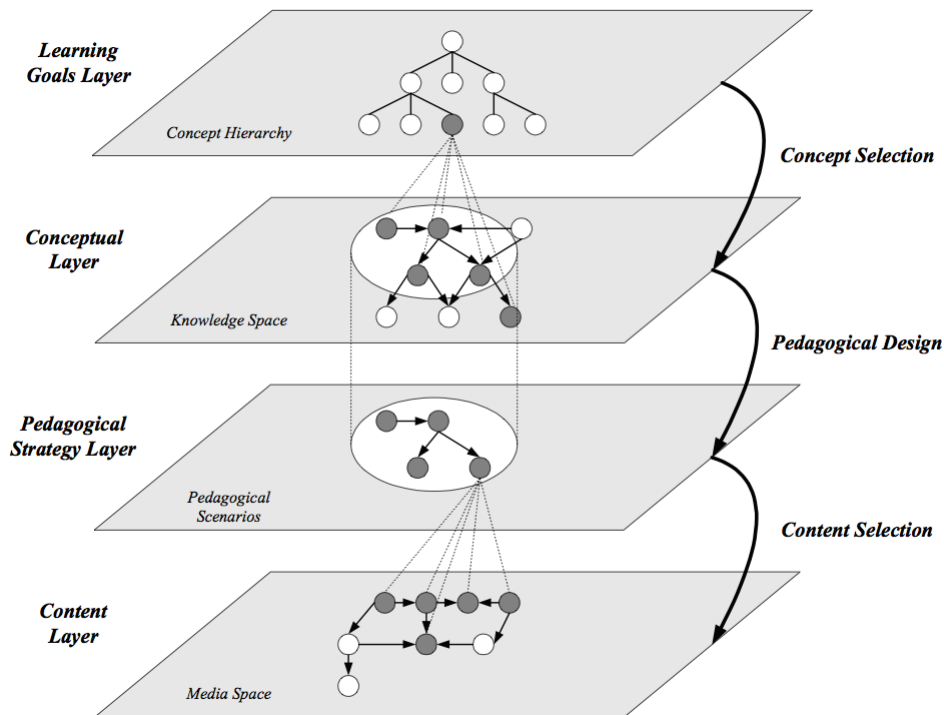 Learning
Goals Layer
Concept Hierarchy
Concept Selection
Conceptual
Layer
Knowledge Space
Pedagogical Design
Pedagogical
Strategy Layer
Pedagogical
Scenarios
Content Selection
Content
Layer
Media Space